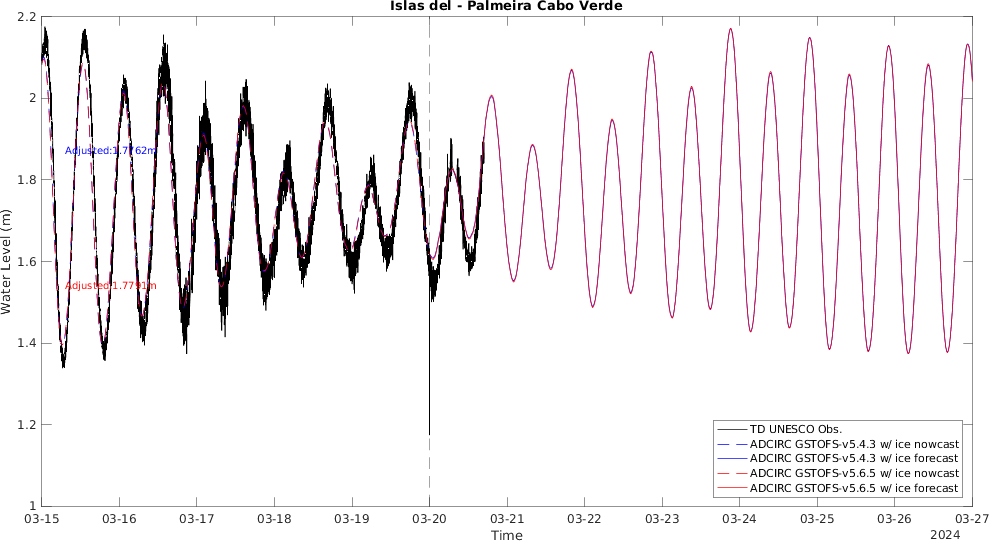 Islas del - Palmeira Cabo Verde
2.2
2
1.8
1.6
1.4
1.2
1
Water Level (m)
Adjusted:1.7762m
Adjusted:1.7791m
TD UNESCO Obs.
ADCIRC GSTOFS-v5.4.3 w/ ice nowcast
ADCIRC GSTOFS-v5.4.3 w/ ice forecast
ADCIRC GSTOFS-v5.6.5 w/ ice nowcast
ADCIRC GSTOFS-v5.6.5 w/ ice forecast
03-15 03-16 03-17 03-18 03-19 03-20 03-21 03-22 03-23 03-24 03-25 03-26 03-27
Time
2024